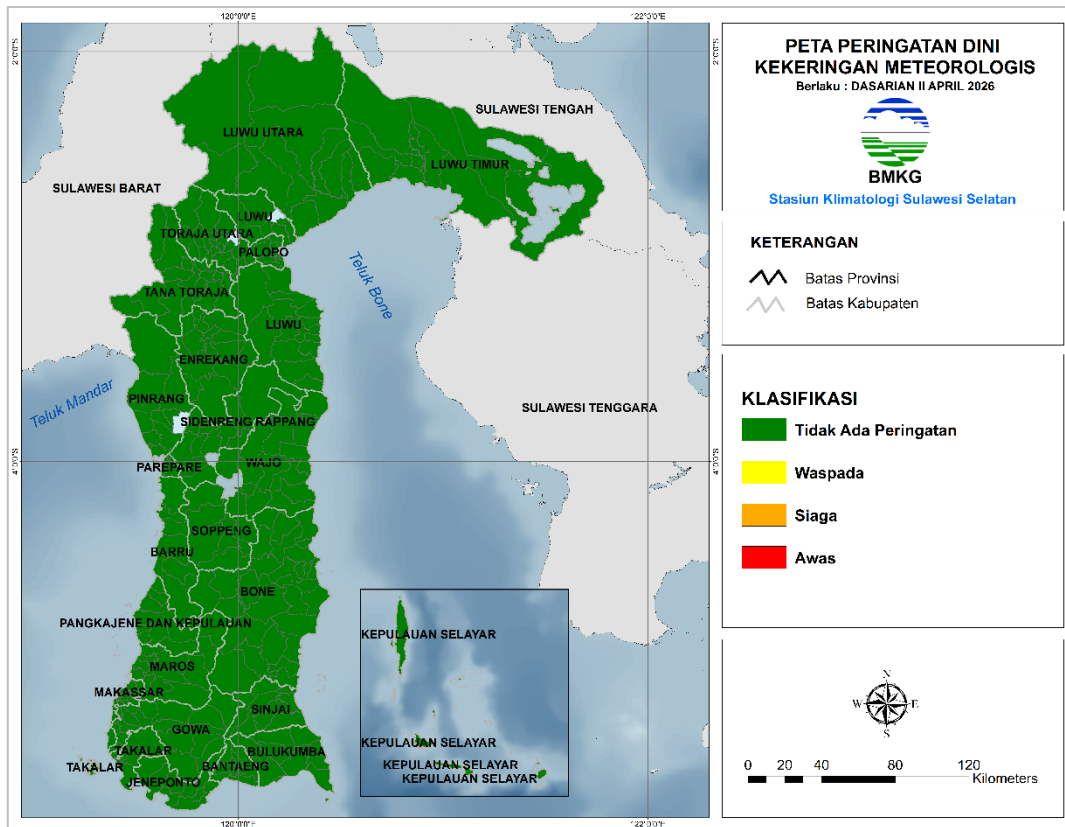 120°0'0"E
122°0'0"E
2°0'0"S
2°0'0"S
PETA PERINGATAN DINI
KEKERINGAN METEOROLOGIS
Berlaku : DASARIAN II APRIL 2026
BMKG
Stasiun Klimatologi Sulawesi Selatan
SULAWESI TENGAH
LUWU UTARA
LUWU TIMUR
SULAWESI BARAT
LUWU
TORAJA UTARA
PALOPO
Teluk Bone
TANA TORAJA
LUWU
ENREKANG
Teluk Mandar
PINRANG
SIDENRENG RAPPANG
SULAWESI TENGGARA
PAREPARE
WAJO
4°0'0"S
4°0'0"S
SOPPENG
BARRU
BONE
PANGKAJENE DAN KEPULAUAN
MAROS
MAKASSAR
SINJAI
GOWA
TAKALAR
BULUKUMBA
TAKALAR
BANTAENG
JENEPONTO
KEPULAUAN SELAYAR
KEPULAUAN SELAYAR
KEPULAUAN SELAYAR
KEPULAUAN SELAYAR
120°0'0"E
122°0'0"E
KETERANGAN
Batas Provinsi
Batas Kabupaten
KLASIFIKASI
Tidak Ada Peringatan
Waspada
Siaga
Awas
N
W E
S
0 20 40 80 120
Kilometers